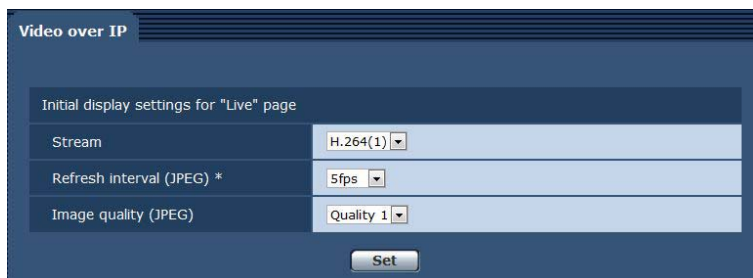 Video over IP
Initial display settings for "Live" page
Stream H.264(1)
Refresh interval (JPEG) * 5fps
Image quality (JPEG) Quality 1
Set